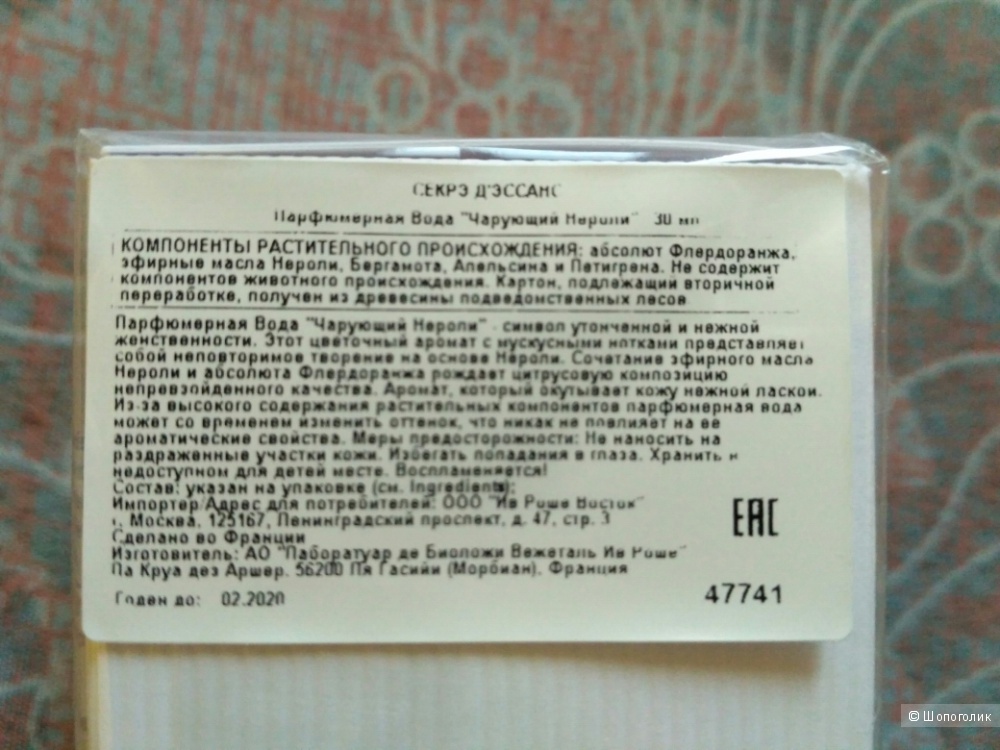 СЕКРЭ Д'ЭССАНС
Парфюмерная Вода "Чарующий Нероли" 30 мл
КОМПОНЕНТЫ РАСТИТЕЛЬНОГО ПРОИСХОЖДЕНИЯ: абсолют Флердоранжа,
эфирные масла Нероли, Бергамота, Апельсина и Петигрена. Не содержит
компонентов животного происхождения. Картон, подлежащий вторичной
переработке, получен из древесины подведомственных лесов
Парфюмерная Вода "Чарующий Нероли" - символ утонченной и нежной
женственности. Этот цветочный аромат с мускусными нотками представляет
собой неповторимое творение на основе Нероли. Сочетание эфирного масла
Нероли и абсолюта Флердоранжа рождает цитрусовую композицию
непревзойденного качества. Аромат, который окутывает кожу нежной лаской.
Из-за высокого содержания растительных компонентов парфюмерная вода
может со временем изменить оттенок, что никак не повлияет на ее
ароматические свойства. Меры предосторожности: Не наносить на
раздраженные участки кожи. Избегать попадания в глаза. Хранить в
недоступном для детей месте. Воспламеняется!
Состав: указан на упаковке (см. Ingredients);
Импортер/Адрес для потребителей: ООО "Ив Роше Восток"
г. Москва, 125167, Ленинградский проспект, д. 47, стр. 3
Сделано во Франции
Изготовитель: АО "Лаборатуар де Биоложи Вежеталь Ив Роше"
Ла Круа дез Аршер, 56200 Ля Гасийи (Морбиан), Франция
Годен до: 02.2020
EAC
47741
© Шопоголик